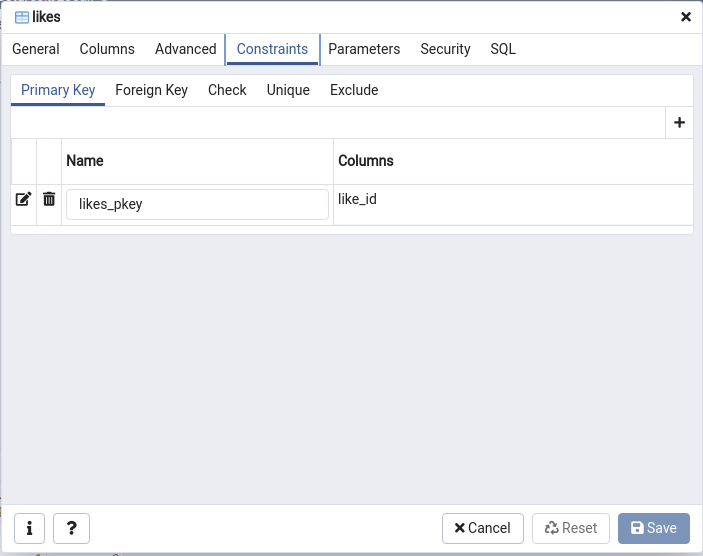 likes
General Columns Advanced Constraints Parameters Security SQL
Primary Key Foreign Key Check Unique Exclude
Name Columns
likes_pkey like_id
Cancel Reset Save